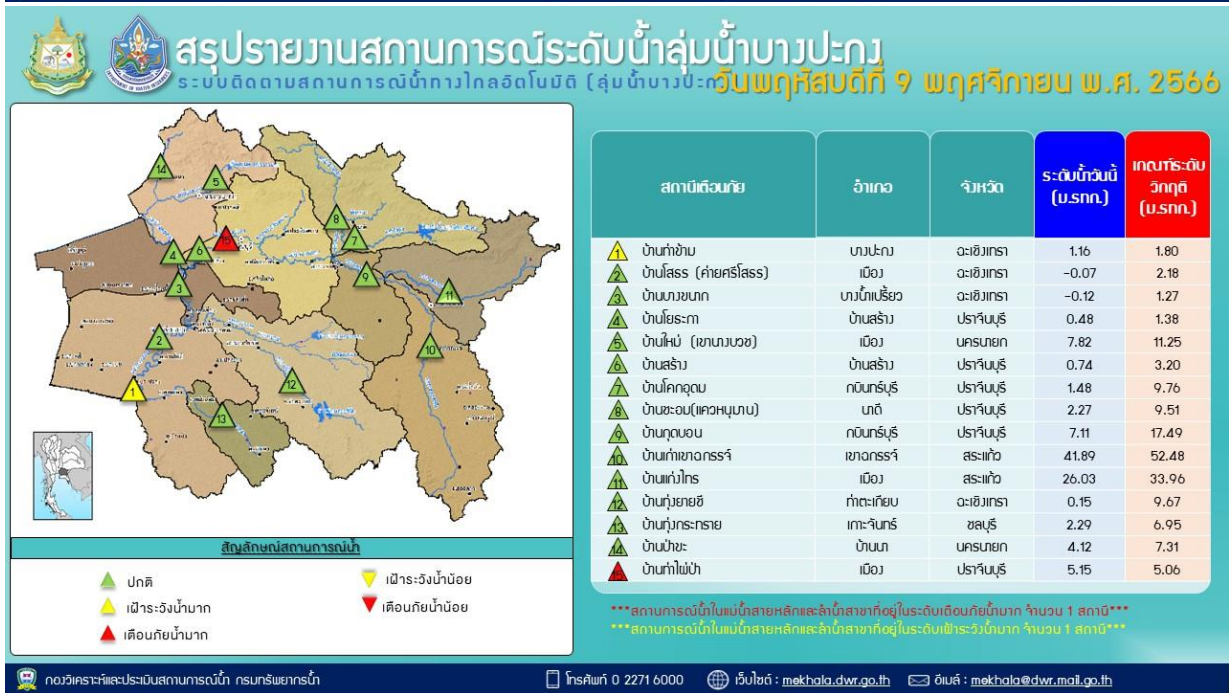 สรุปรายงานสถานการณ์ระดับน้ำลุ่มน้ำบางปะกง
ระบบติดตามสถานการณ์น้ำทางไกลอัตโนมัติ (ลุ่มน้ำบางปะก
วันพฤหัสบดีที่ 9 พฤศจิกายน พ.ศ. 2566
14
5
8
7
15
6
4
3
9
11
2
10
12
1
13
สัญลักษณ์สถานการณ์น้ำ
ปกติ
เฝ้าระวังน้ำมาก
เตือนภัยน้ำมาก
เฝ้าระวังน้ำน้อย
เตือนภัยน้ำน้อย
สถานีเตือนภัย อำเภอ จังหวัด ระดับน้ำวันนี้ (ม.รทก.) เกณฑ์ระดับวิกฤติ (ม.รทก.)
1 บ้านท่าข้าม บางปะกง ฉะเชิงเทรา 1.16 1.80
2 บ้านโสธร (ค่ายศรีโสธร) เมือง ฉะเชิงเทรา -0.07 2.18
3 บ้านบางขนาก บางน้ำเปรี้ยว ฉะเชิงเทรา -0.12 1.27
4 บ้านโยธะกา บ้านสร้าง ปราจีนบุรี 0.48 1.38
5 บ้านใหม่ (เขานางบวช) เมือง นครนายก 7.82 11.25
6 บ้านสร้าง บ้านสร้าง ปราจีนบุรี 0.74 3.20
7 บ้านโคกอุดม กบินทร์บุรี ปราจีนบุรี 1.48 9.76
8 บ้านชะอม(แควหนุมาน) นาดี ปราจีนบุรี 2.27 9.51
9 บ้านกุดบอน กบินทร์บุรี ปราจีนบุรี 7.11 17.49
10 บ้านเก่าเขาฉกรรจ์ เขาฉกรรจ์ สระแก้ว 41.89 52.48
11 บ้านแก่งไทร เมือง สระแก้ว 26.03 33.96
12 บ้านทุ่งยายชี ท่าตะเกียบ ฉะเชิงเทรา 0.15 9.67
13 บ้านทุ่งกระทราย เกาะจันทร์ ชลบุรี 2.29 6.95
14 บ้านป่าขะ บ้านนา นครนายก 4.12 7.31
15 บ้านท่าไผ่ป่า เมือง ปราจีนบุรี 5.15 5.06
***สถานการณ์น้ำในแม่น้ำสายหลักและลำน้ำสาขาที่อยู่ในระดับเตือนภัยน้ำมาก จำนวน 1 สถานี***
***สถานการณ์น้ำในแม่น้ำสายหลักและลำน้ำสาขาที่อยู่ในระดับเฝ้าระวังน้ำมาก จำนวน 1 สถานี***
กองวิเคราะห์และประเมินสถานการณ์น้ำ กรมทรัพยากรน้ำ โทรศัพท์ 0 2271 6000 เว็บไซต์ : mekhala.dwr.go.th อีเมล์ : mekhala@dwr.mail.go.th